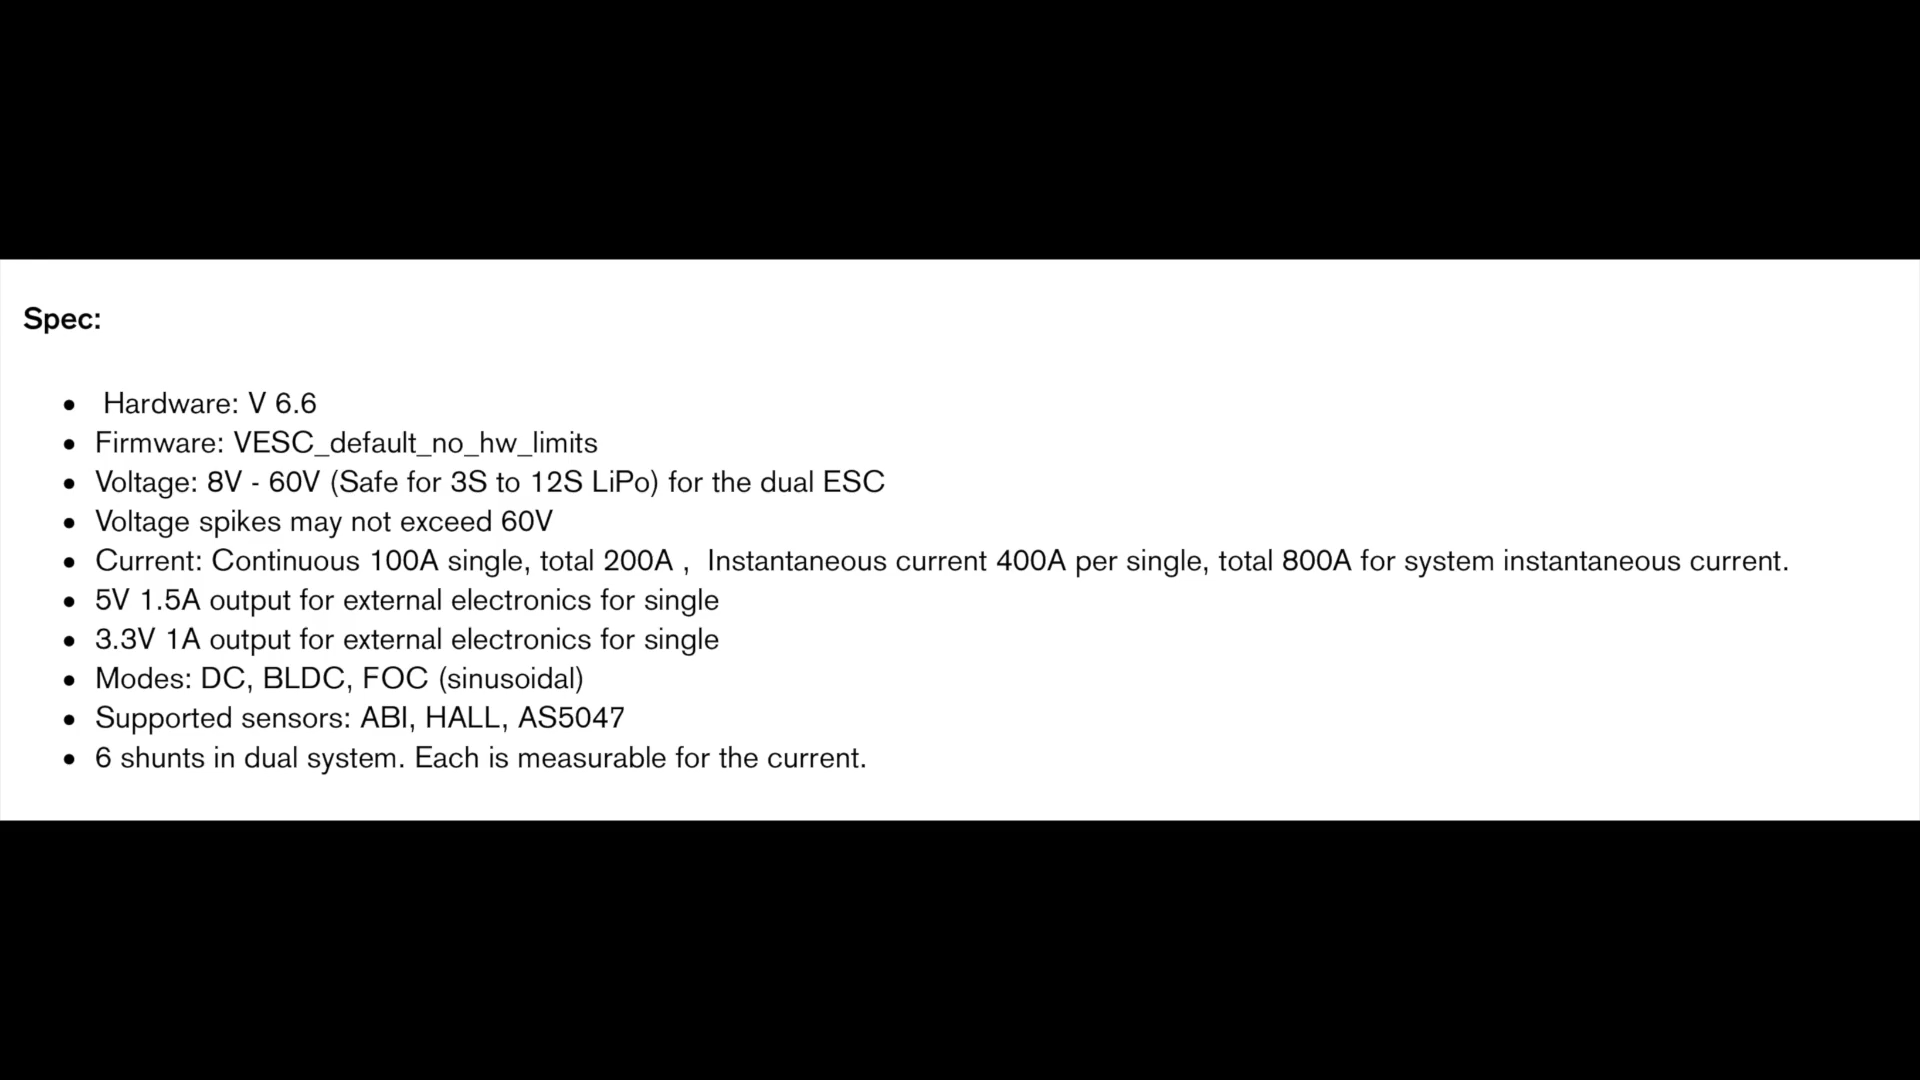 Spec:
Hardware: V 6.6
Firmware: VESC_default_no_hw_limits
Voltage: 8V - 60V (Safe for 3S to 12S LiPo) for the dual ESC
Voltage spikes may not exceed 60V
Current: Continuous 100A single, total 200A ,  Instantaneous current 400A per single, total 800A for system instantaneous current.
5V 1.5A output for external electronics for single
3.3V 1A output for external electronics for single
Modes: DC, BLDC, FOC (sinusoidal)
Supported sensors: ABI, HALL, AS5047
6 shunts in dual system. Each is measurable for the current.